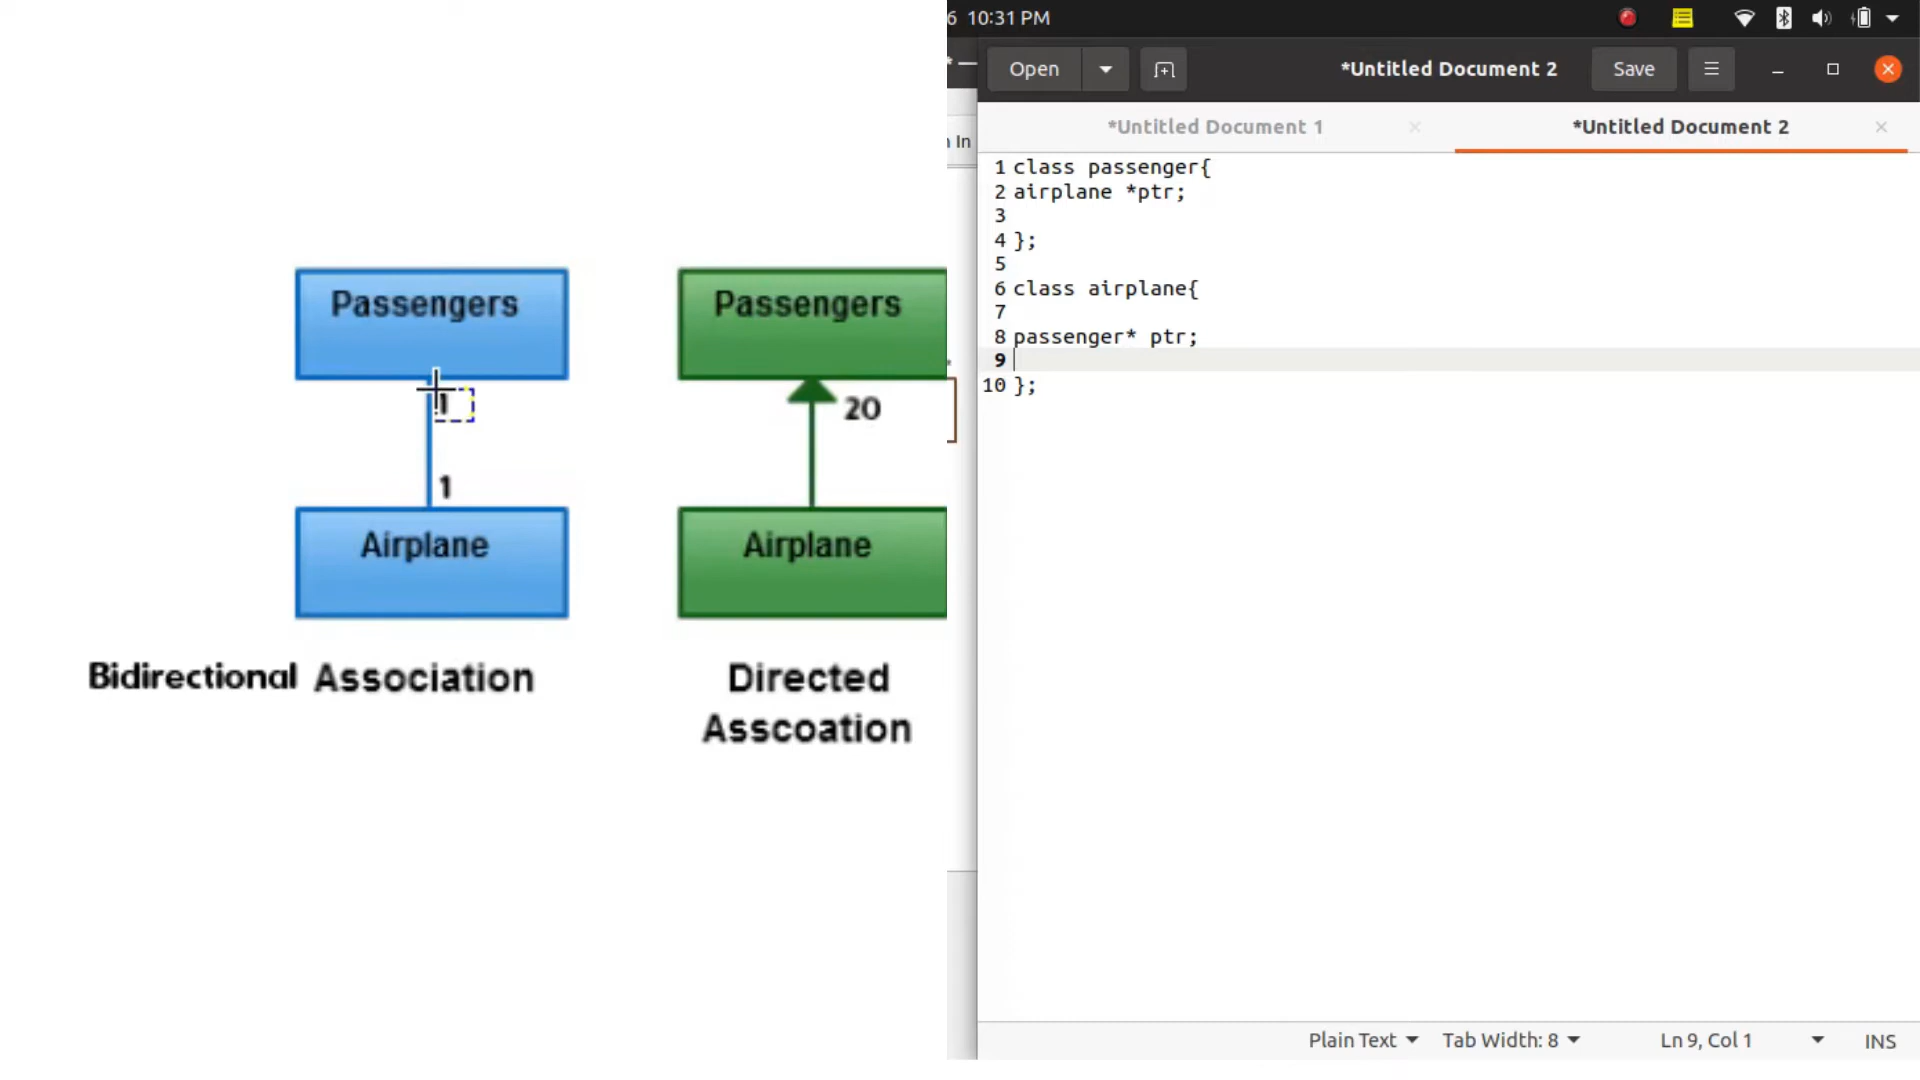 Passengers
1
1
Airplane
Bidirectional Association
Passengers
20
Airplane
Directed
Asscoation
6 10:31 PM
Open
*Untitled Document 2
Save
In
*Untitled Document 1
*Untitled Document 2
1 class passenger{
2 airplane *ptr;
3
4 };
5
6 class airplane{
7
8 passenger* ptr;
9
10 };
Plain Text
Tab Width: 8
Ln 9, Col 1
INS